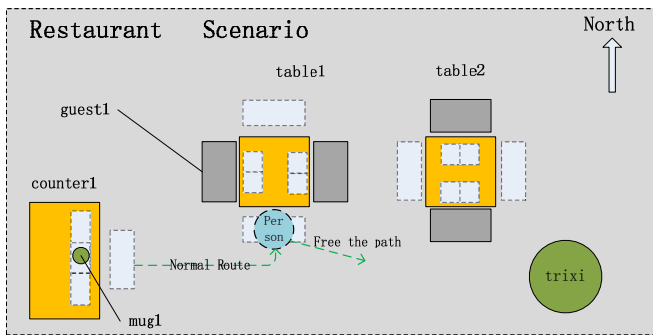 Restaurant Scenario
North
table1
table2
guest1
counter1
Per
son
Free the path
Normal Route
trixi
mug1